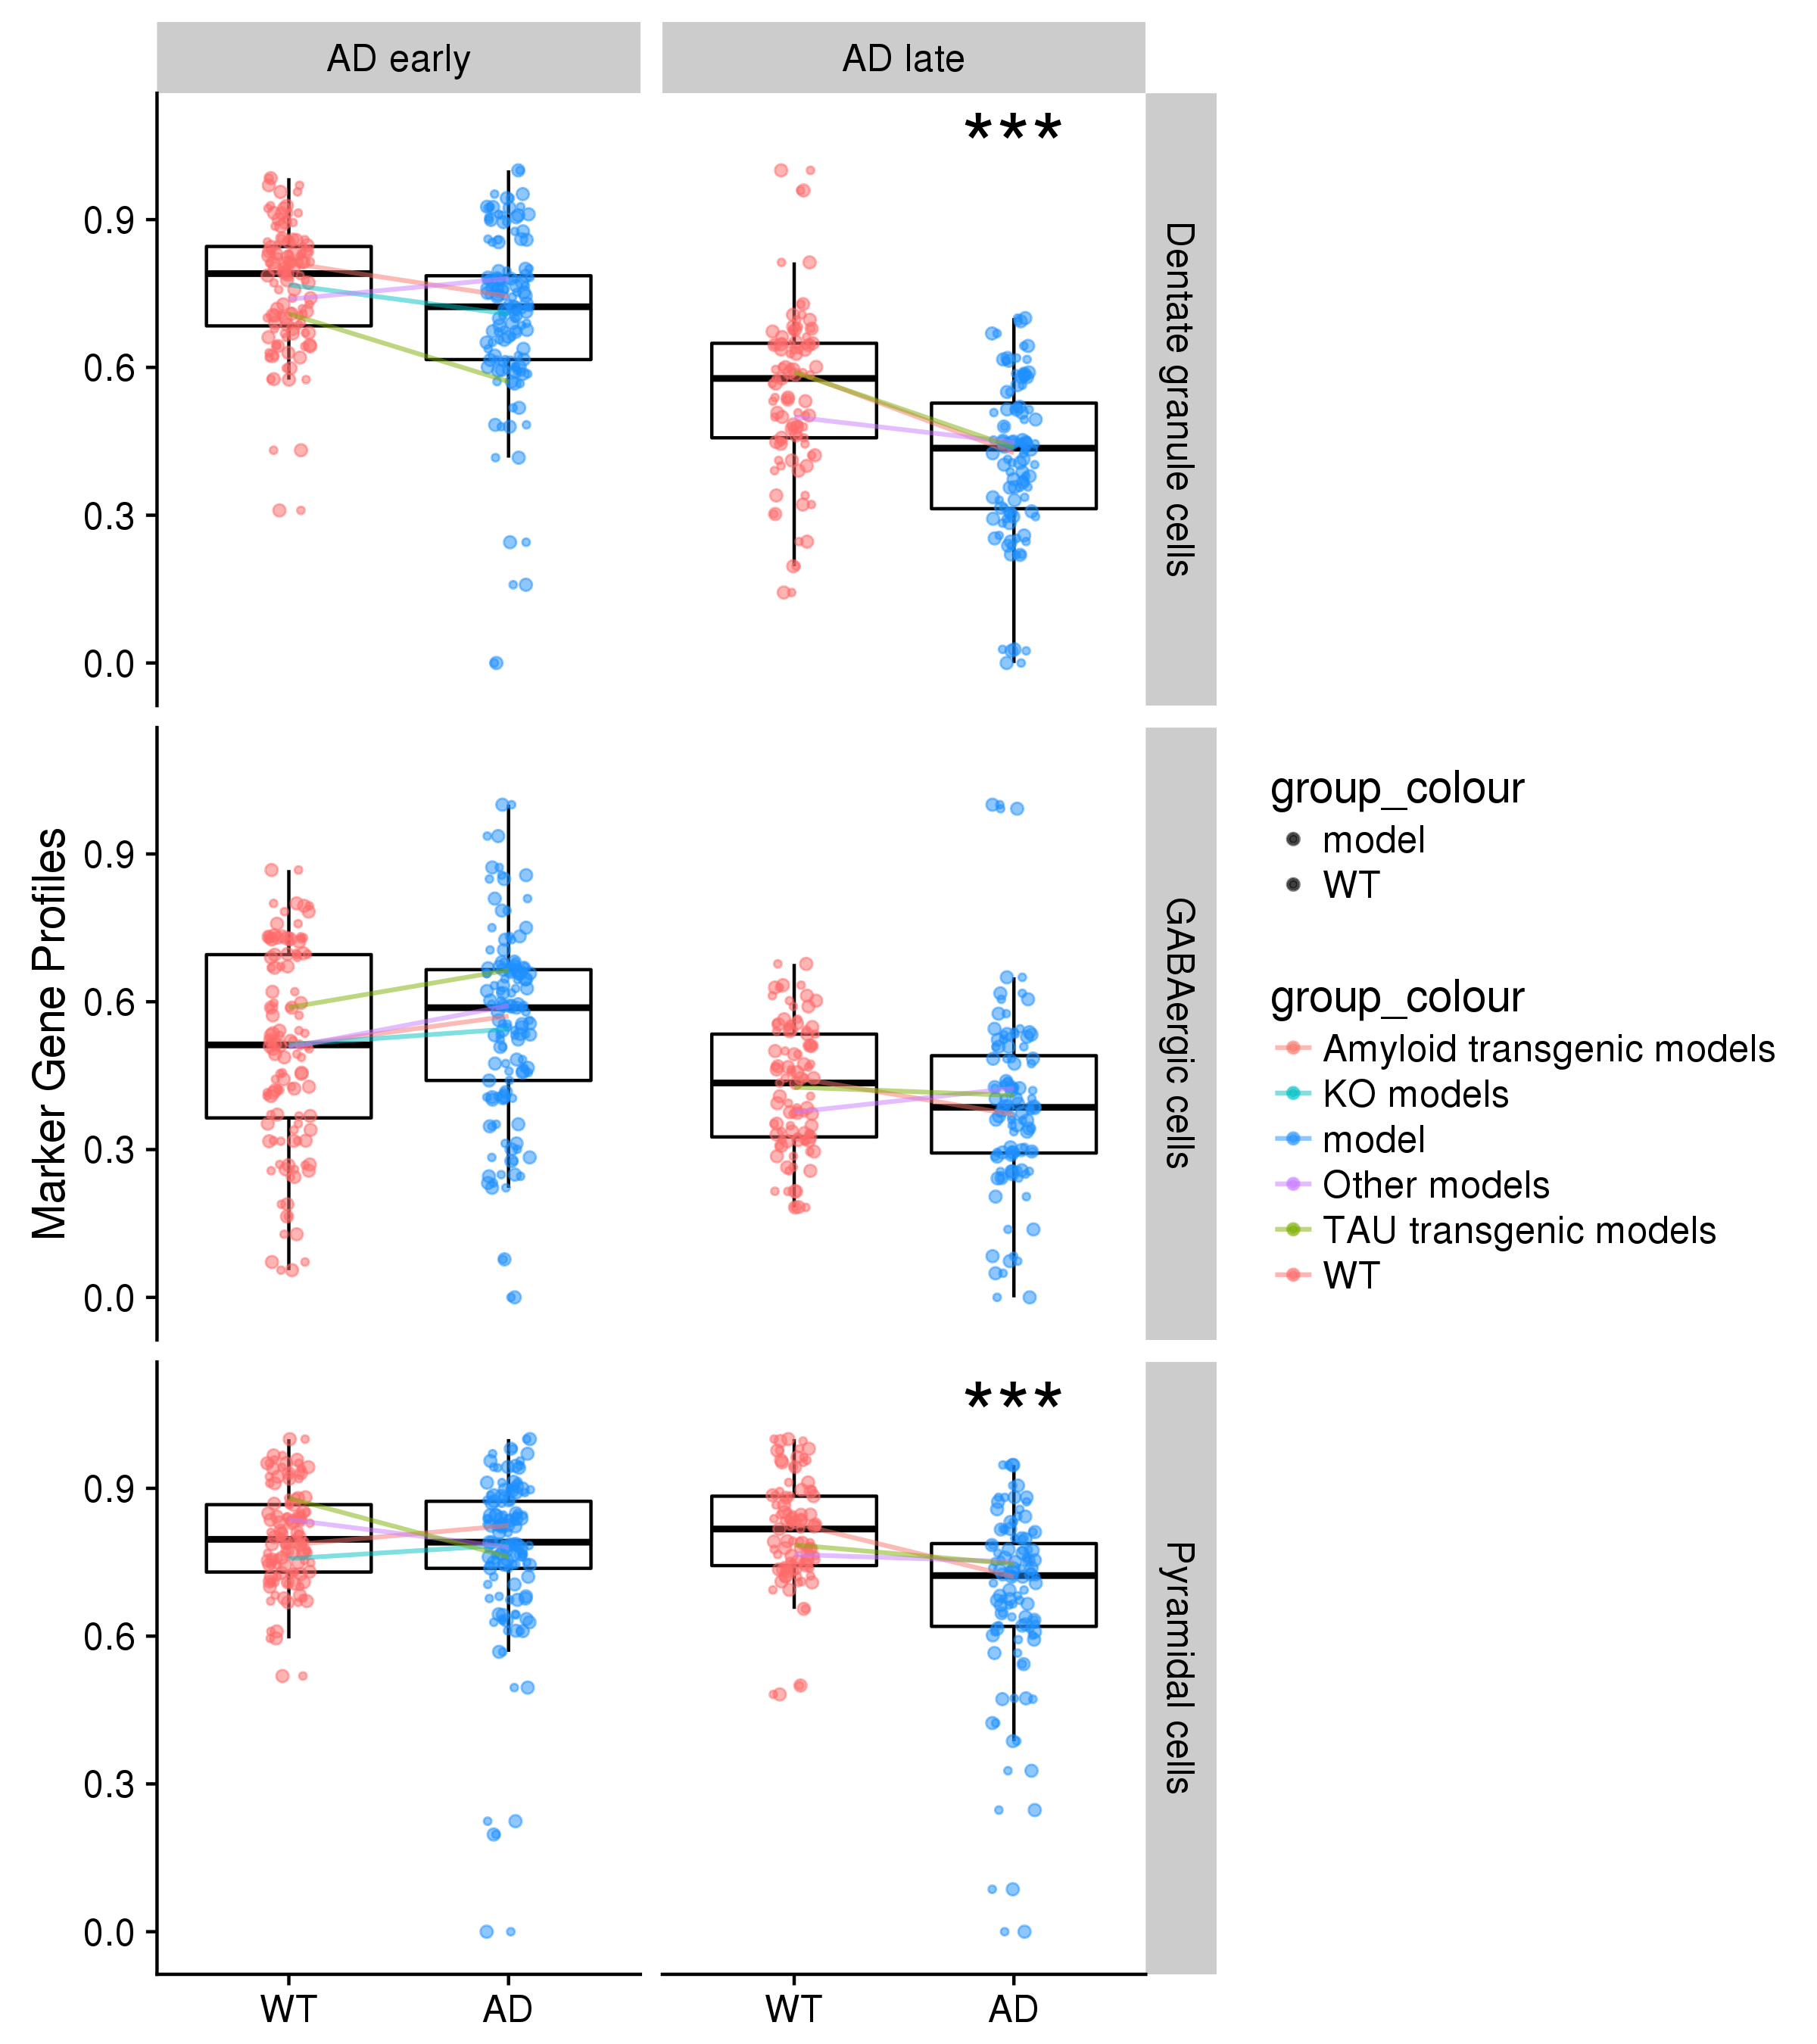 AD early
AD late
***
0.9
0.6
0.3
0.0
Dentate granule cells
0.9
0.6
0.3
0.0
GABAergic cells
***
0.9
0.6
0.3
0.0
Pyramidal cells
WT
AD
WT
AD
Marker Gene Profiles
group_colour
model
WT
group_colour
Amyloid transgenic models
KO models
model
Other models
TAU transgenic models
WT